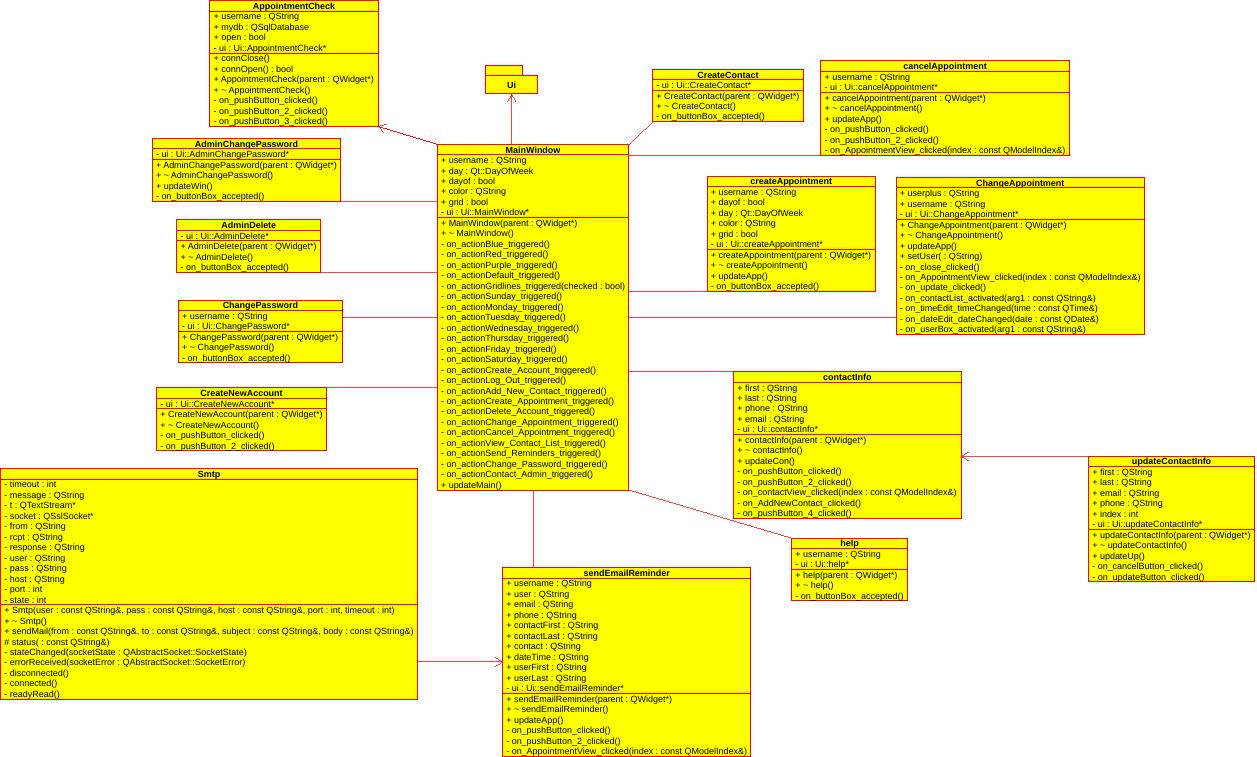 AppointmentCheck
+ username : QString
+ mydb : QSqlDatabase
+ open : bool
- ui : Ui::AppointmentCheck*
+ connClose()
+ connOpen() : bool
+ AppointmentCheck(parent : QWidget*)
+ ~ AppointmentCheck()
- on_pushButton_clicked()
- on_pushButton_2_clicked()
- on_pushButton_3_clicked()
Ui
CreateContact
- ui : Ui::CreateContact*
+ CreateContact(parent : QWidget*)
+ ~ CreateContact()
- on_buttonBox_accepted()
cancelAppointment
+ username : QString
- ui : Ui::cancelAppointment*
+ cancelAppointment(parent : QWidget*)
+ ~ cancelAppointment()
+ updateApp()
- on_pushButton_clicked()
- on_pushButton_2_clicked()
- on_AppointmentView_clicked(index : const QModelIndex&)
AdminChangePassword
- ui : Ui::AdminChangePassword*
+ AdminChangePassword(parent : QWidget*)
+ ~ AdminChangePassword()
+ updateWin()
- on_buttonBox_accepted()
MainWindow
+ username : QString
+ day : Qt::DayOfWeek
+ dayof : bool
+ color : QString
+ grid : bool
- ui : Ui::MainWindow*
+ MainWindow(parent : QWidget*)
+ ~ MainWindow()
- on_actionBlue_triggered()
- on_actionRed_triggered()
- on_actionPurple_triggered()
- on_actionDefault_triggered()
- on_actionGridlines_triggered(checked : bool)
- on_actionSunday_triggered()
- on_actionMonday_triggered()
- on_actionTuesday_triggered()
- on_actionWednesday_triggered()
- on_actionThursday_triggered()
- on_actionFriday_triggered()
- on_actionSaturday_triggered()
- on_actionCreate_Account_triggered()
- on_actionLog_Out_triggered()
- on_actionAdd_New_Contact_triggered()
- on_actionCreate_Appointment_triggered()
- on_actionDelete_Account_triggered()
- on_actionChange_Appointment_triggered()
- on_actionCancel_Appointment_triggered()
- on_actionView_Contact_List_triggered()
- on_actionSend_Reminders_triggered()
- on_actionChange_Password_triggered()
- on_actionContact_Admin_triggered()
+ updateMain()
createAppointment
+ username : QString
+ dayof : bool
+ day : Qt::DayOfWeek
+ color : QString
+ grid : bool
- ui : Ui::createAppointment*
+ createAppointment(parent : QWidget*)
+ ~ createAppointment()
+ updateApp()
- on_buttonBox_accepted()
ChangeAppointment
+ userplus : QString
+ username : QString
- ui : Ui::ChangeAppointment*
+ ChangeAppointment(parent : QWidget*)
+ ~ ChangeAppointment()
+ updateApp()
+ setUser( : QString)
- on_close_clicked()
- on_AppointmentView_clicked(index : const QModelIndex&)
- on_update_clicked()
- on_contactList_activated(arg1 : const QString&)
- on_timeEdit_timeChanged(time : const QTime&)
- on_dateEdit_dateChanged(date : const QDate&)
- on_userBox_activated(arg1 : const QString&)
AdminDelete
- ui : Ui::AdminDelete*
+ AdminDelete(parent : QWidget*)
+ ~ AdminDelete()
- on_buttonBox_accepted()
ChangePassword
+ username : QString
- ui : Ui::ChangePassword*
+ ChangePassword(parent : QWidget*)
+ ~ ChangePassword()
- on_buttonBox_accepted()
CreateNewAccount
- ui : Ui::CreateNewAccount*
+ CreateNewAccount(parent : QWidget*)
+ ~ CreateNewAccount()
- on_pushButton_clicked()
- on_pushButton_2_clicked()
contactInfo
+ first : QString
+ last : QString
+ phone : QString
+ email : QString
- ui : Ui::contactInfo*
+ contactInfo(parent : QWidget*)
+ ~ contactInfo()
+ updateCon()
- on_pushButton_clicked()
- on_pushButton_2_clicked()
- on_contactView_clicked(index : const QModelIndex&)
- on_AddNewContact_clicked()
- on_pushButton_4_clicked()
updateContactInfo
+ first : QString
+ last : QString
+ email : QString
+ phone : QString
+ index : int
- ui : Ui::updateContactInfo*
+ updateContactInfo(parent : QWidget*)
+ ~ updateContactInfo()
+ updateUp()
- on_cancelButton_clicked()
- on_updateButton_clicked()
Smtp
- timeout : int
- message : QString
- t : QTextStream*
- socket : QSslSocket*
- from : QString
- rcpt : QString
- response : QString
- user : QString
- pass : QString
- host : QString
- port : int
- state : int
+ Smtp(user : const QString&, pass : const QString&, host : const QString&, port : int, timeout : int)
+ ~ Smtp()
+ sendMail(from : const QString&, to : const QString&, subject : const QString&, body : const QString&)
# status( : const QString&)
- stateChanged(socketState : QAbstractSocket::SocketState)
- errorReceived(socketError : QAbstractSocket::SocketError)
- disconnected()
- connected()
- readyRead()
help
+ username : QString
- ui : Ui::help*
+ help(parent : QWidget*)
+ ~ help()
- on_buttonBox_accepted()
sendEmailReminder
+ username : QString
+ user : QString
+ email : QString
+ phone : QString
+ contactFirst : QString
+ contactLast : QString
+ contact : QString
+ dateTime : QString
+ userFirst : QString
+ userLast : QString
- ui : Ui::sendEmailReminder*
+ sendEmailReminder(parent : QWidget*)
+ ~ sendEmailReminder()
+ updateApp()
- on_pushButton_clicked()
- on_pushButton_2_clicked()
- on_AppointmentView_clicked(index : const QModelIndex&)